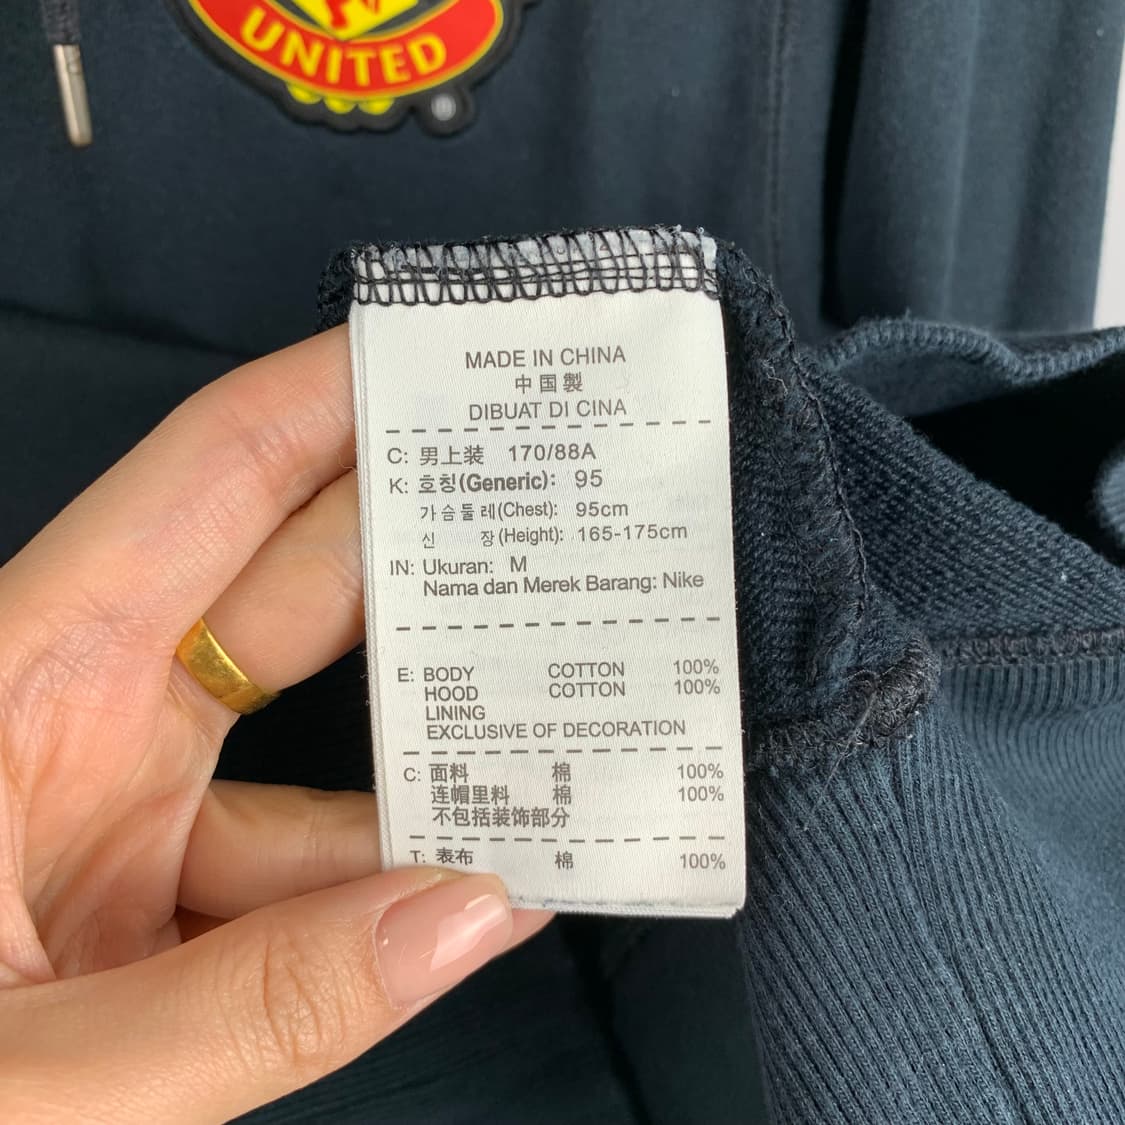 UNITED
®
MADE IN CHINA
中国製
DIBUAT DI CINA
C: 男上装 170/88A
K: 호칭(Generic): 95
가슴둘레(Chest): 95cm
신 장(Height): 165-175cm
IN: Ukuran: M
Nama dan Merek Barang: Nike
E: BODY COTTON 100%
HOOD COTTON 100%
LINING
EXCLUSIVE OF DECORATION
C: 面料 棉 100%
连帽里料 棉 100%
不包括装饰部分
T: 表布 棉 100%